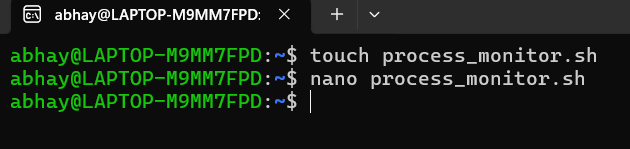 abhay@LAPTOP-M9MM7FPD:
abhay@LAPTOP-M9MM7FPD:~$ touch process_monitor.sh
abhay@LAPTOP-M9MM7FPD:~$ nano process_monitor.sh
abhay@LAPTOP-M9MM7FPD:~$